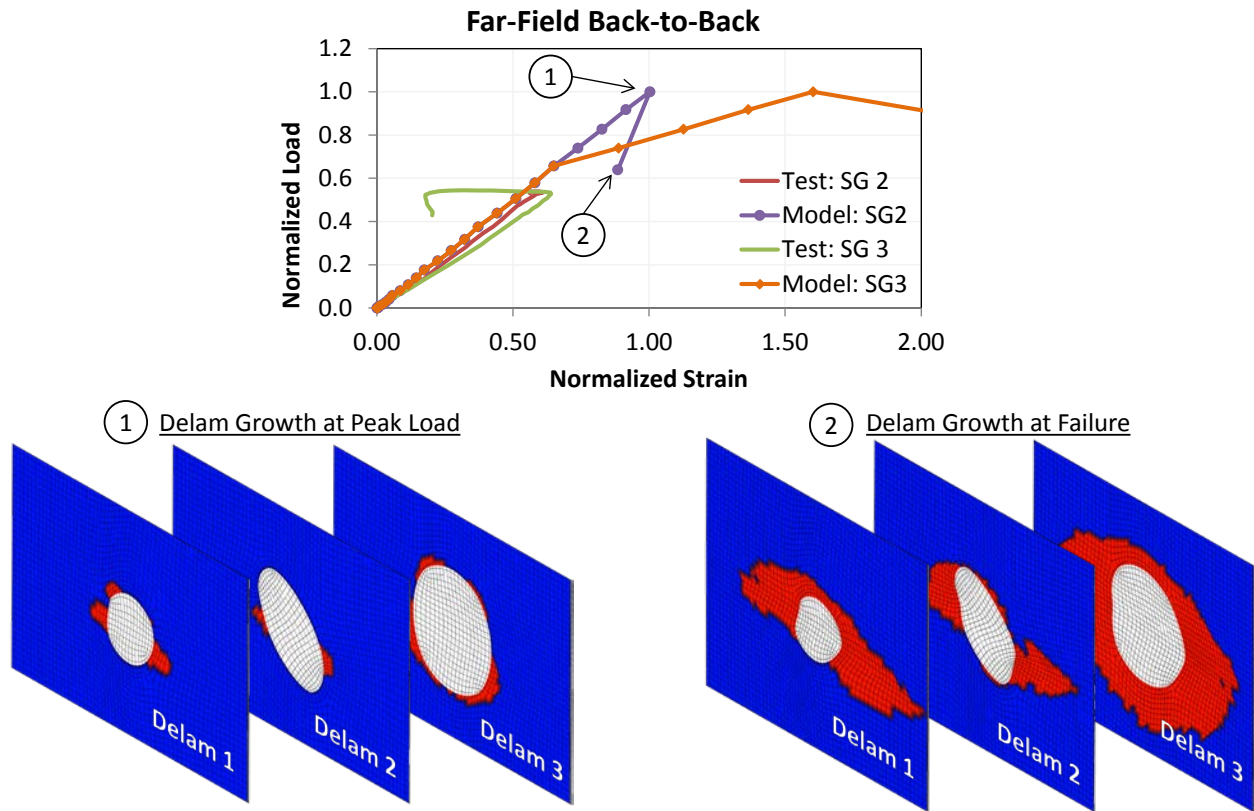 Far-Field Back-to-Back
1.2
1.0
0.8
0.6
0.4
0.2
0.0
Normalized Load
1
2
Test: SG 2
Model: SG2
Test: SG 3
Model: SG3
0.00 0.50 1.00 1.50 2.00
Normalized Strain
1 Delam Growth at Peak Load
Delam 1
Delam 2
Delam 3
2 Delam Growth at Failure
Delam 1
Delam 2
Delam 3